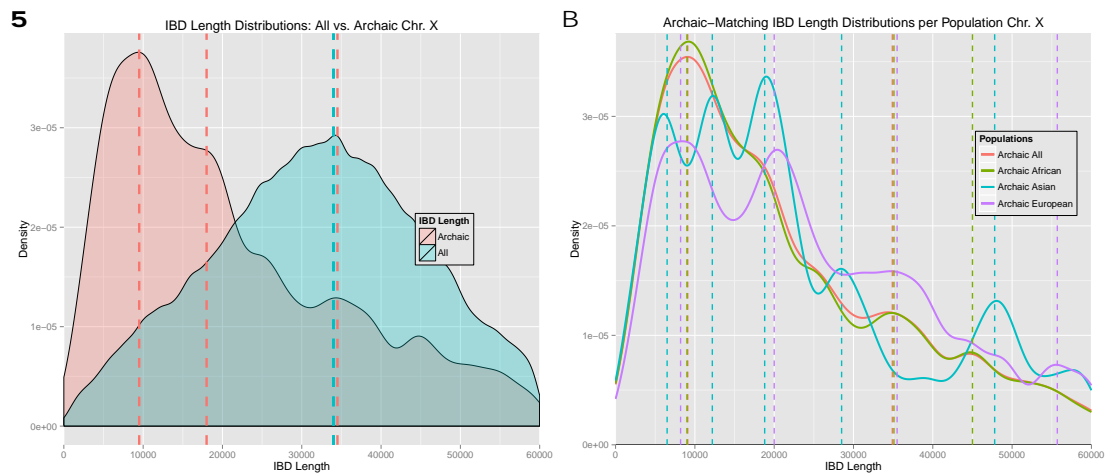 5
IBD Length Distributions: All vs. Archaic Chr. X
Density
3e−05
2e−05
1e−05
0e+00
0 10000 20000 30000 40000 50000 60000
IBD Length
IBD Length
Archaic
All
B
Archaic−Matching IBD Length Distributions per Population Chr. X
Density
3e−05
2e−05
1e−05
0e+00
0 10000 20000 30000 40000 50000 60000
IBD Length
Populations
Archaic All
Archaic African
Archaic Asian
Archaic European